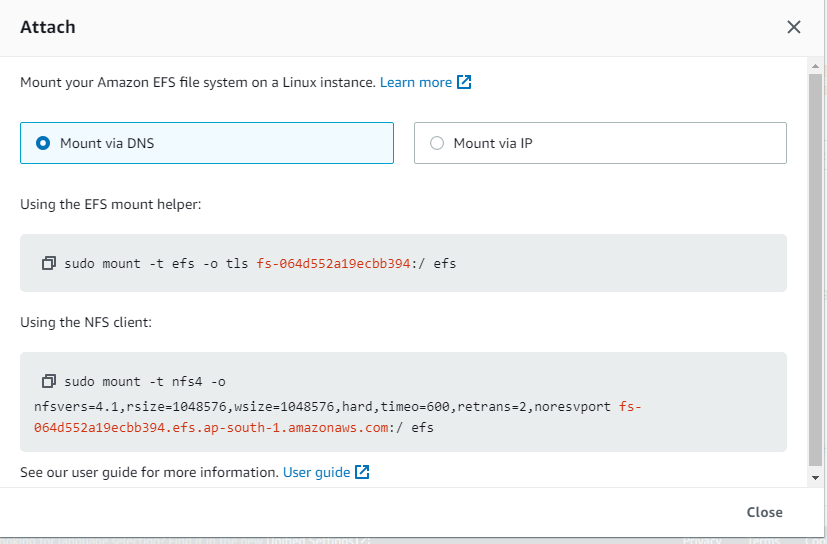 Attach
Mount your Amazon EFS file system on a Linux instance. Learn more
Mount via DNS
Mount via IP
Using the EFS mount helper:
sudo mount -t efs -o tls fs-064d552a19ecbb394:/ efs
Using the NFS client:
sudo mount -t nfs4 -o
nfsvers=4.1,rsize=1048576,wsize=1048576,hard,timeo=600,retrans=2,noresvport fs-
064d552a19ecbb394.efs.ap-south-1.amazonaws.com:/ efs
See our user guide for more information. User guide
Close